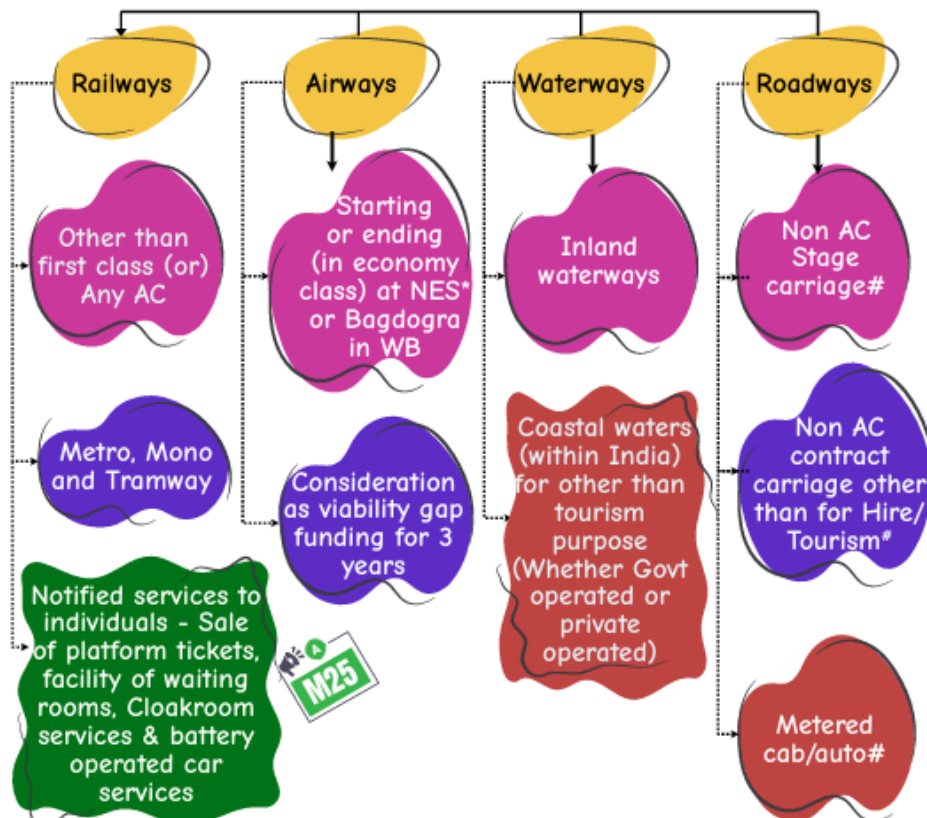 Railways
Airways
Waterways
Roadways
Other than
first class (or)
Any AC
Metro, Mono
and Tramway
Notified services to
individuals - Sale
of platform tickets,
facility of waiting
rooms, Cloakroom
services & battery
operated car
services
A
M25
Starting
or ending
(in economy
class) at NES*
or Bagdogra
in WB
Consideration
as viability gap
funding for 3
years
Inland
waterways
Coastal waters
(within India)
for other than
tourism
purpose
(Whether Govt
operated or
private
operated)
Non AC
Stage
carriage#
Non AC
contract
carriage other
than for Hire/
Tourism#
Metered
cab/auto#